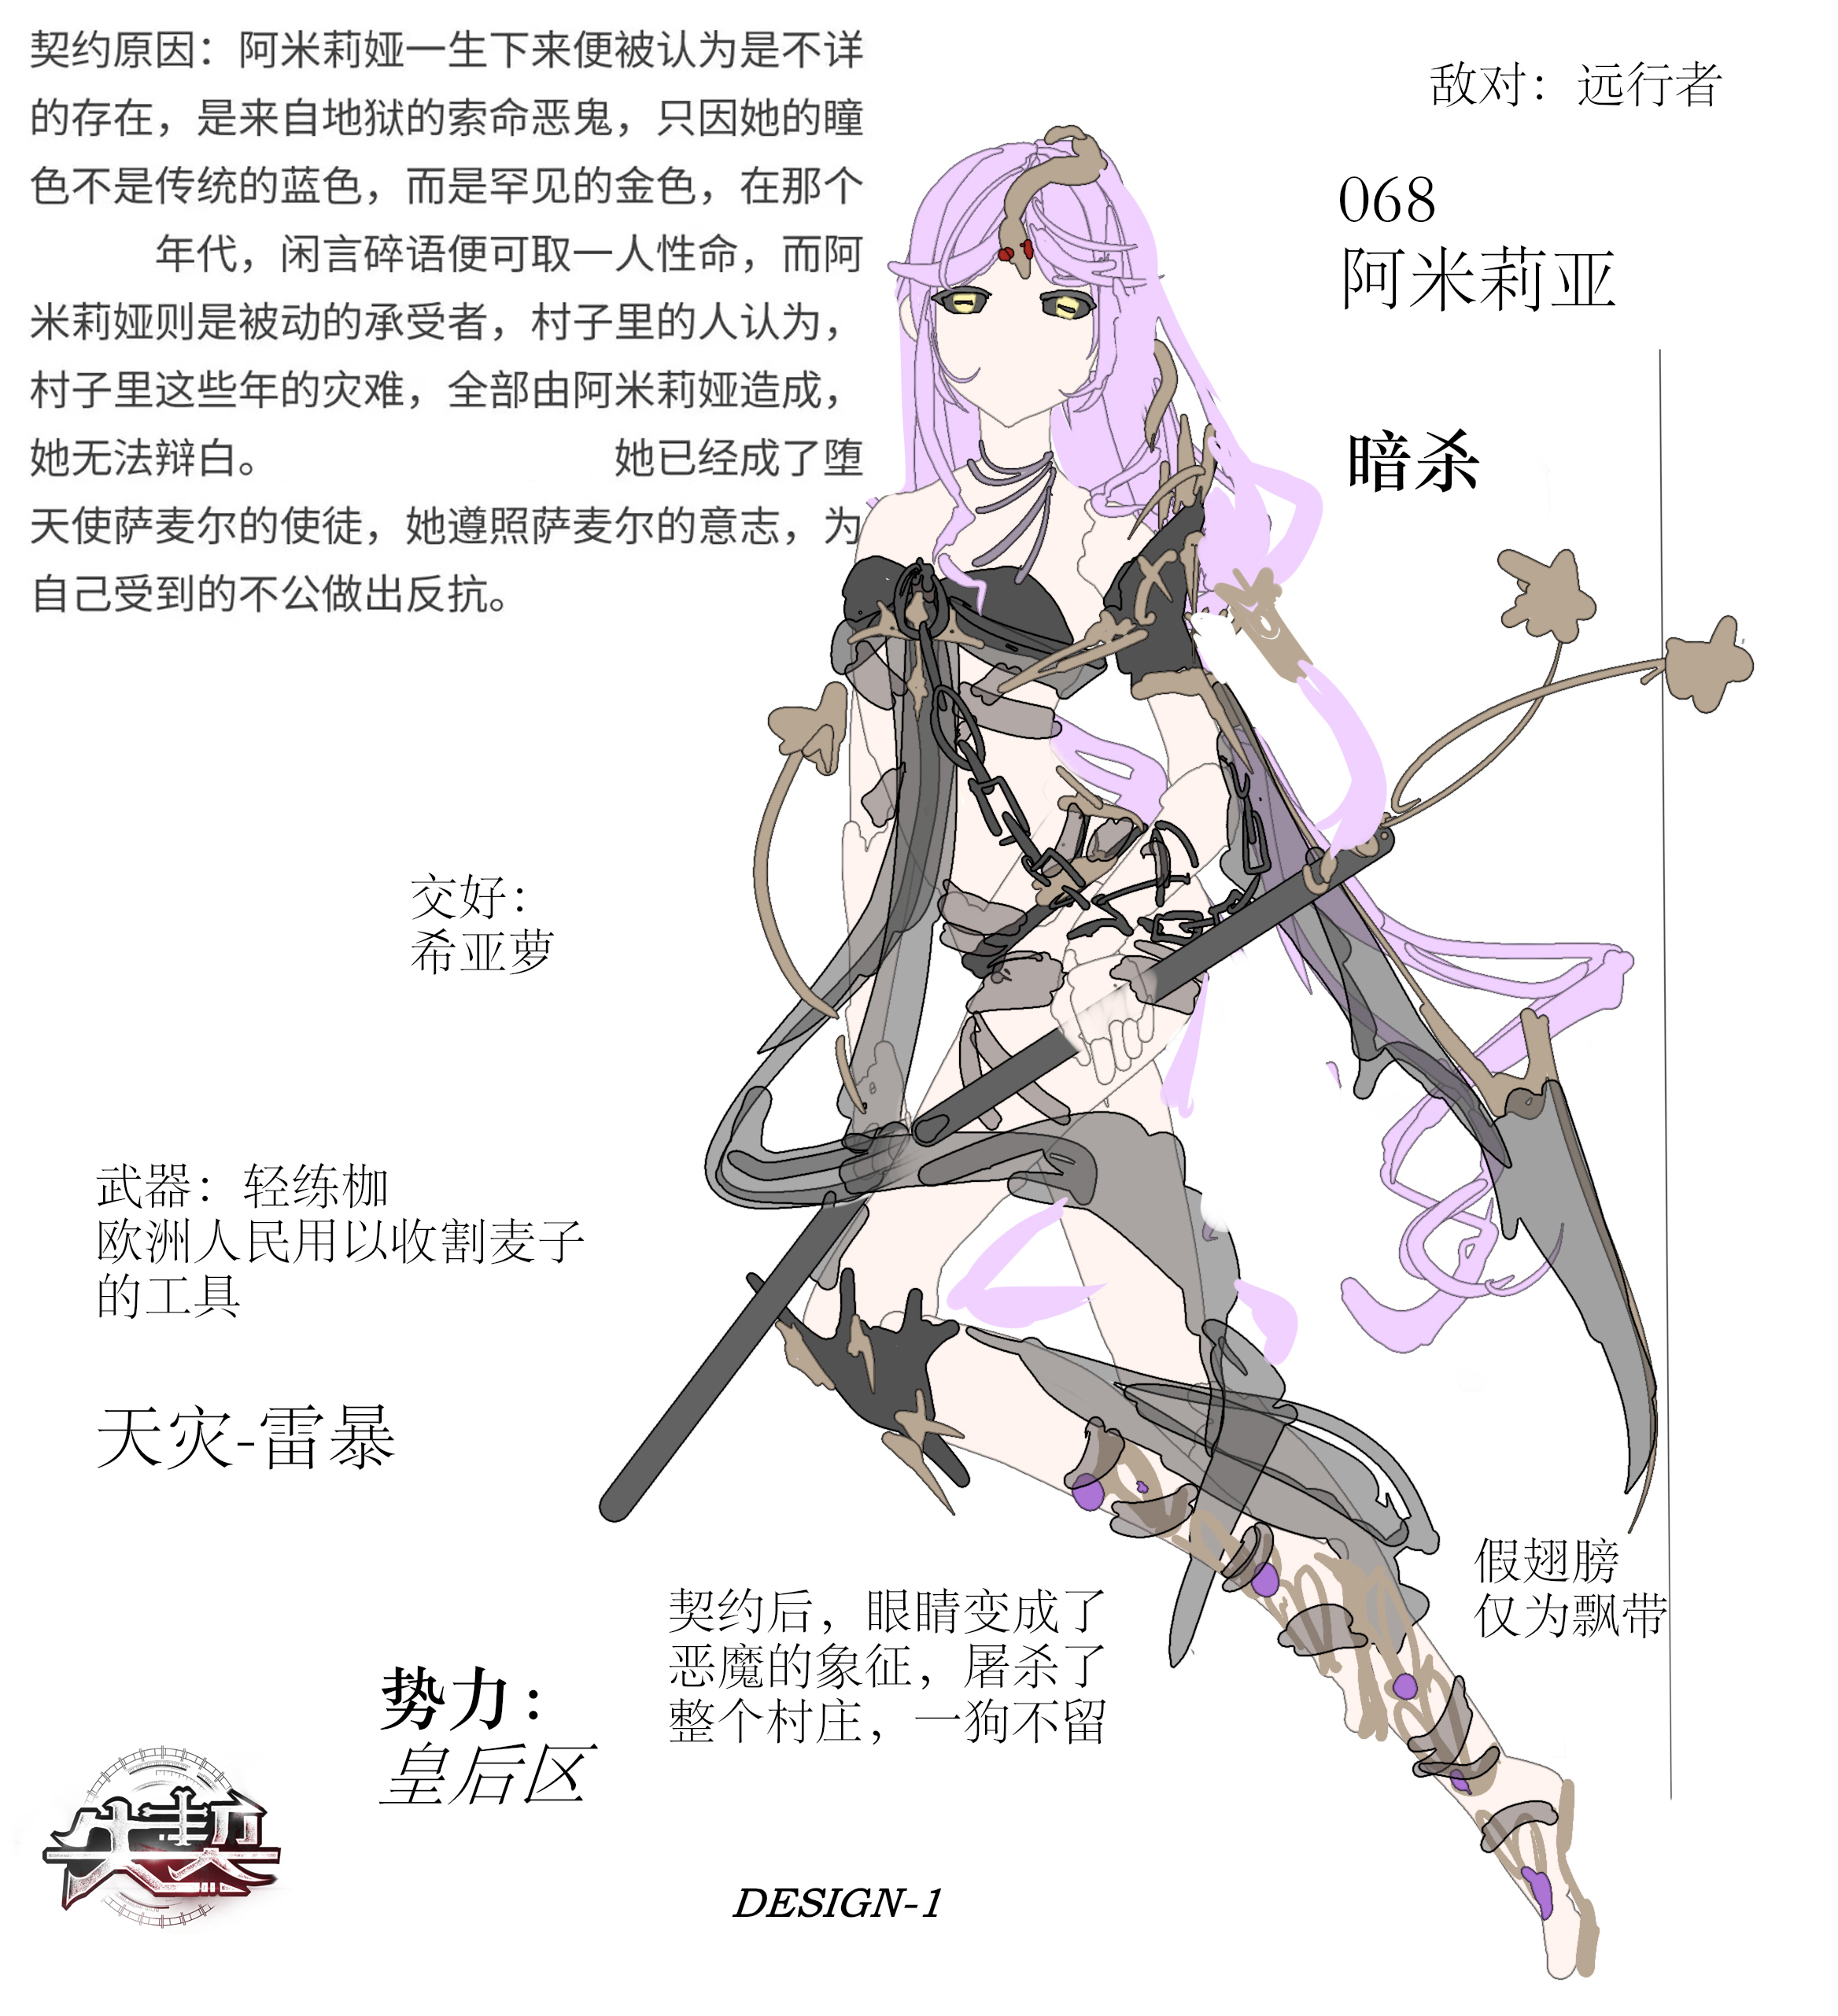 契约原因：阿米莉娅一生下来便被认为是不详
的存在，是来自地狱的索命恶鬼，只因她的瞳
色不是传统的蓝色，而是罕见的金色，在那个
年代，闲言碎语便可取一人性命，而阿
米莉娅则是被动的承受者，村子里的人认为，
村子里这些年的灾难，全部由阿米莉娅造成，
她无法辩白。 她已经成了堕
天使萨麦尔的使徒，她遵照萨麦尔的意志，为
自己受到的不公做出反抗。
敌对：远行者
068
阿米莉亚
暗杀
交好：
希亚萝
武器：轻练枷
欧洲人民用以收割麦子
的工具
天灾-雷暴
假翅膀
仅为飘带
契约后，眼睛变成了
恶魔的象征，屠杀了
整个村庄，一狗不留
势力：
皇后区
失契
DESIGN-1